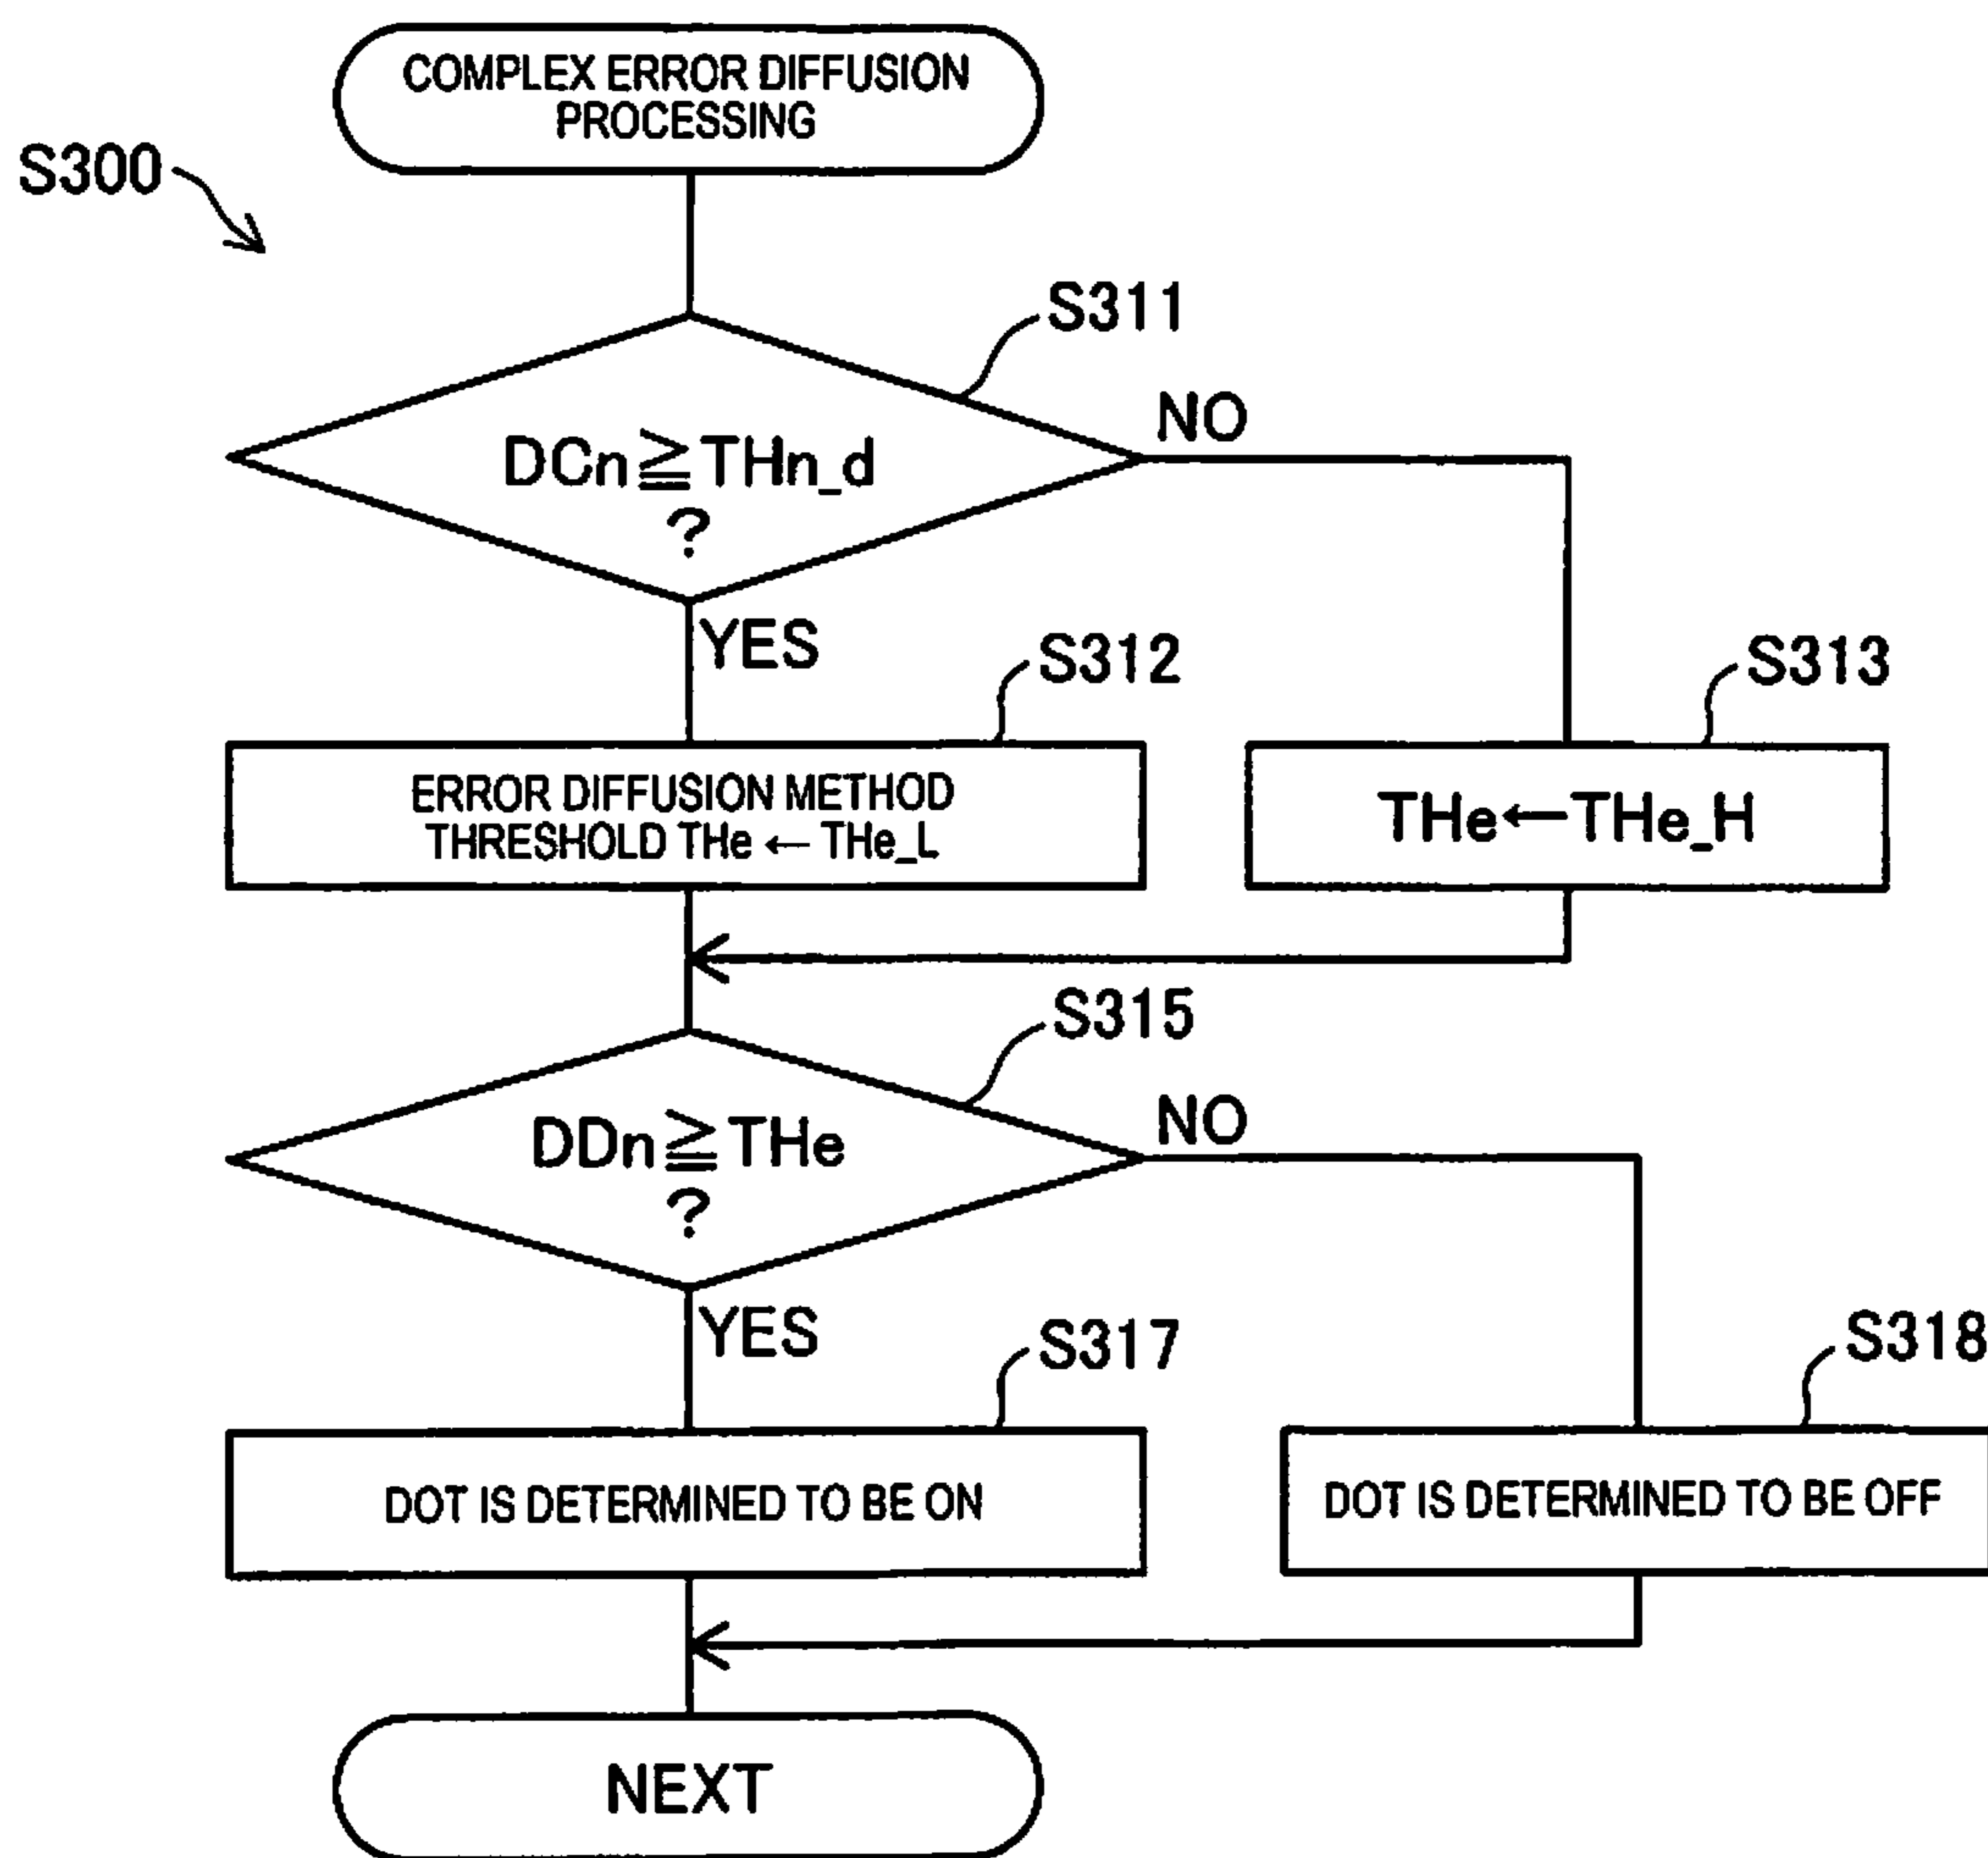 COMPLEX ERROR DIFFUSION
PROCESSING
S300
S311
DCn≧THn_d
?
NO
YES
S312
S313
ERROR DIFFUSION METHOD
THRESHOLD THe ← THe_L
THe←THe_H
S315
DDn≧THe
?
NO
YES
S317
S318
DOT IS DETERMINED TO BE ON
DOT IS DETERMINED TO BE OFF
NEXT